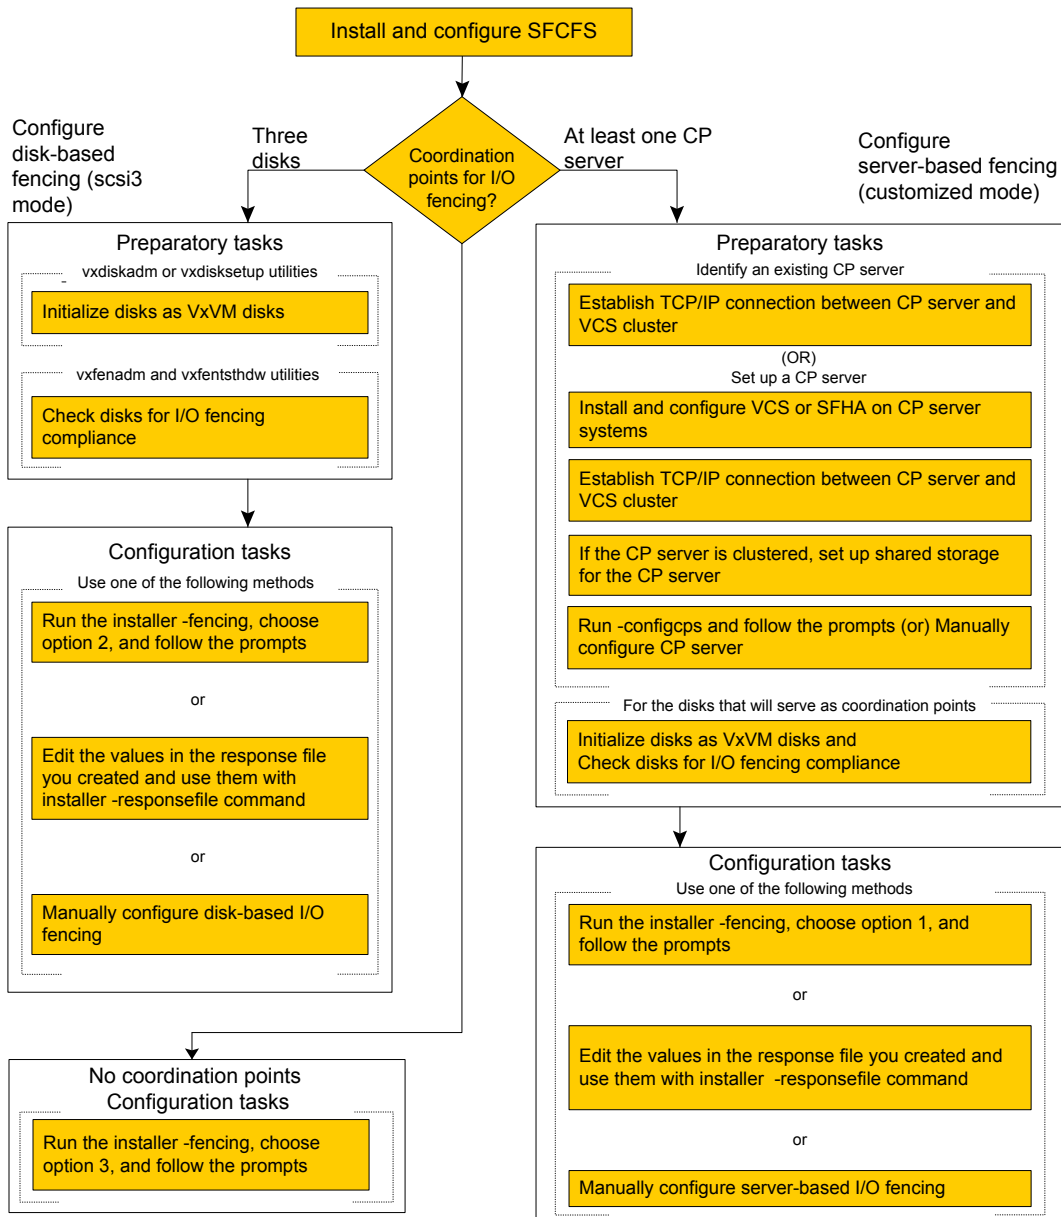 Install and configure SFCFS
Configure
disk-based
fencing (scsi3
mode)
Three
disks
Coordination
points for I/O
fencing?
At least one CP
server
Configure
server-based fencing
(customized mode)
Preparatory tasks
vxdiskadm or vxdisksetup utilities
Initialize disks as VxVM disks
vxfenadm and vxfentsthdw utilities
Check disks for I/O fencing
compliance
Configuration tasks
Use one of the following methods
Run the installer -fencing, choose
option 2, and follow the prompts
or
Edit the values in the response file
you created and use them with
installer -responsefile command
or
Manually configure disk-based I/O
fencing
No coordination points
Configuration tasks
Run the installer -fencing, choose
option 3, and follow the prompts
Preparatory tasks
Identify an existing CP server
Establish TCP/IP connection between CP server and
VCS cluster
(OR)
Set up a CP server
Install and configure VCS or SFHA on CP server
systems
Establish TCP/IP connection between CP server and
VCS cluster
If the CP server is clustered, set up shared storage
for the CP server
Run -configcps and follow the prompts (or) Manually
configure CP server
For the disks that will serve as coordination points
Initialize disks as VxVM disks and
Check disks for I/O fencing compliance
Configuration tasks
Use one of the following methods
Run the installer -fencing, choose option 1, and
follow the prompts
or
Edit the values in the response file you created and
use them with installer -responsefile command
or
Manually configure server-based I/O fencing